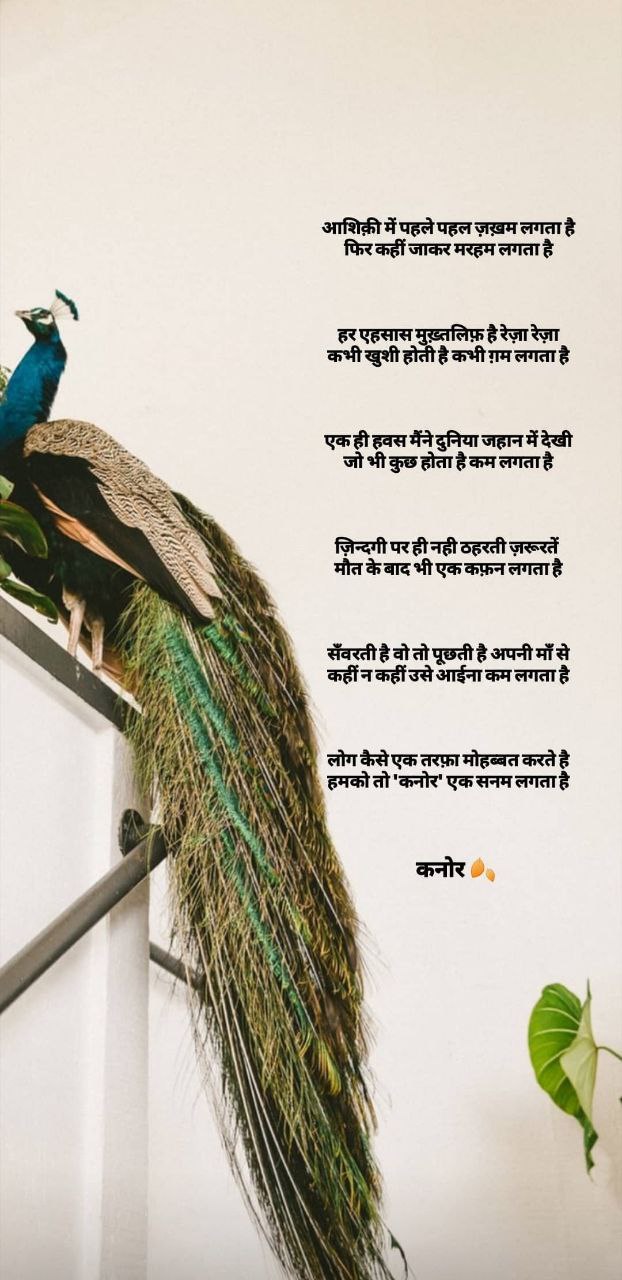 आशिक़ी में पहले पहल ज़ख़म लगता है
फिर कहीं जाकर मरहम लगता है
हर एहसास मुख़्तलिफ़ है रेज़ा रेज़ा
कभी खुशी होती है कभी ग़म लगता है
एक ही हवस मैंने दुनिया जहान में देखी
जो भी कुछ होता है कम लगता है
ज़िन्दगी पर ही नही ठहरती ज़रूरतें
मौत के बाद भी एक कफ़न लगता है
सँवरती है वो तो पूछती है अपनी माँ से
कहीं न कहीं उसे आईना कम लगता है
लोग कैसे एक तरफ़ा मोहब्बत करते है
हमको तो 'कनोर' एक सनम लगता है
कनोर